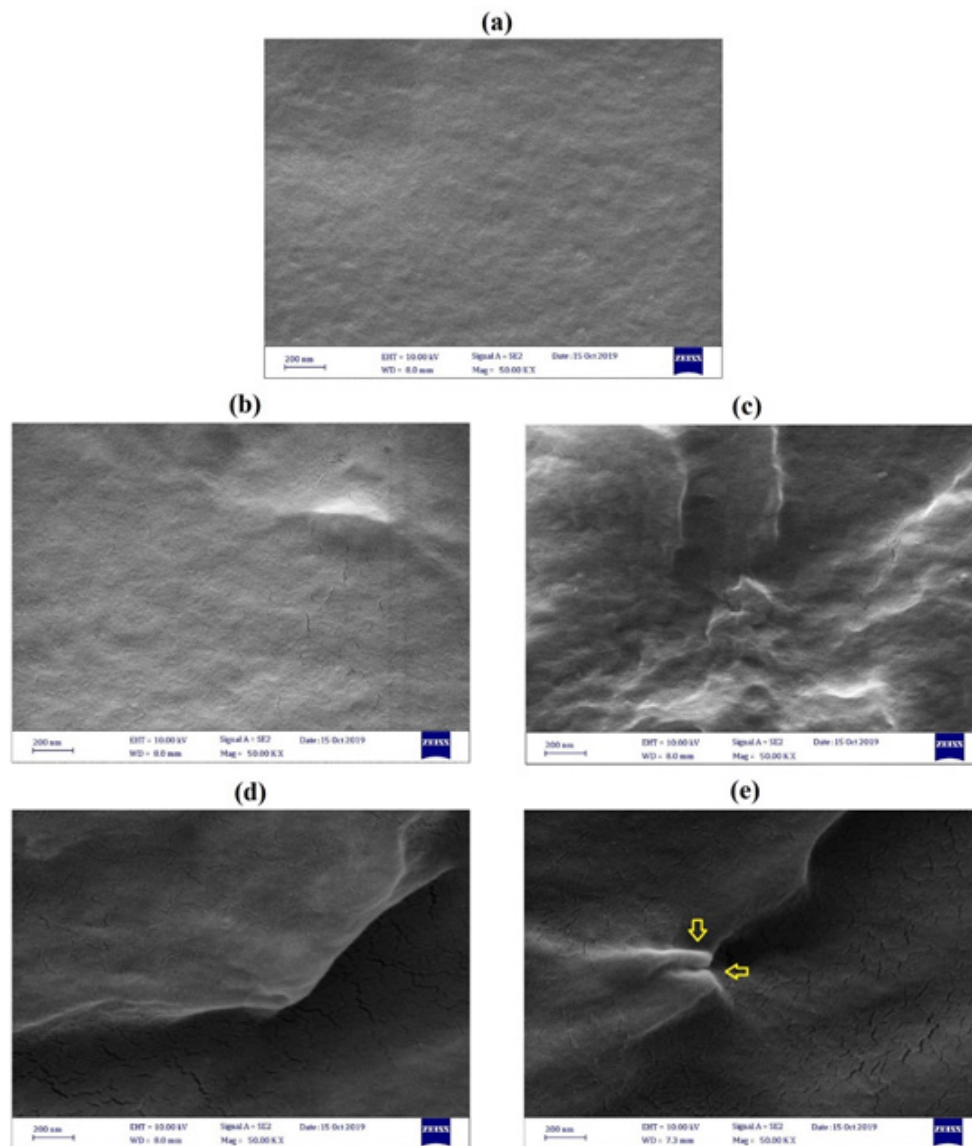 (a)
200 nm
EHT = 10.00 kV
WD = 8.0 mm
Signal A = SE2
Mag = 50.00 K X
Date :15 Oct 2019
ZEISS
(b)
200 nm
EHT = 10.00 kV
WD = 8.0 mm
Signal A = SE2
Mag = 50.00 K X
Date :15 Oct 2019
ZEISS
(c)
200 nm
EHT = 10.00 kV
WD = 8.0 mm
Signal A = SE2
Mag = 50.00 K X
Date :15 Oct 2019
ZEISS
(d)
200 nm
EHT = 10.00 kV
WD = 8.0 mm
Signal A = SE2
Mag = 50.00 K X
Date :15 Oct 2019
ZEISS
(e)
200 nm
EHT = 10.00 kV
WD = 7.3 mm
Signal A = SE2
Mag = 50.00 K X
Date :15 Oct 2019
ZEISS